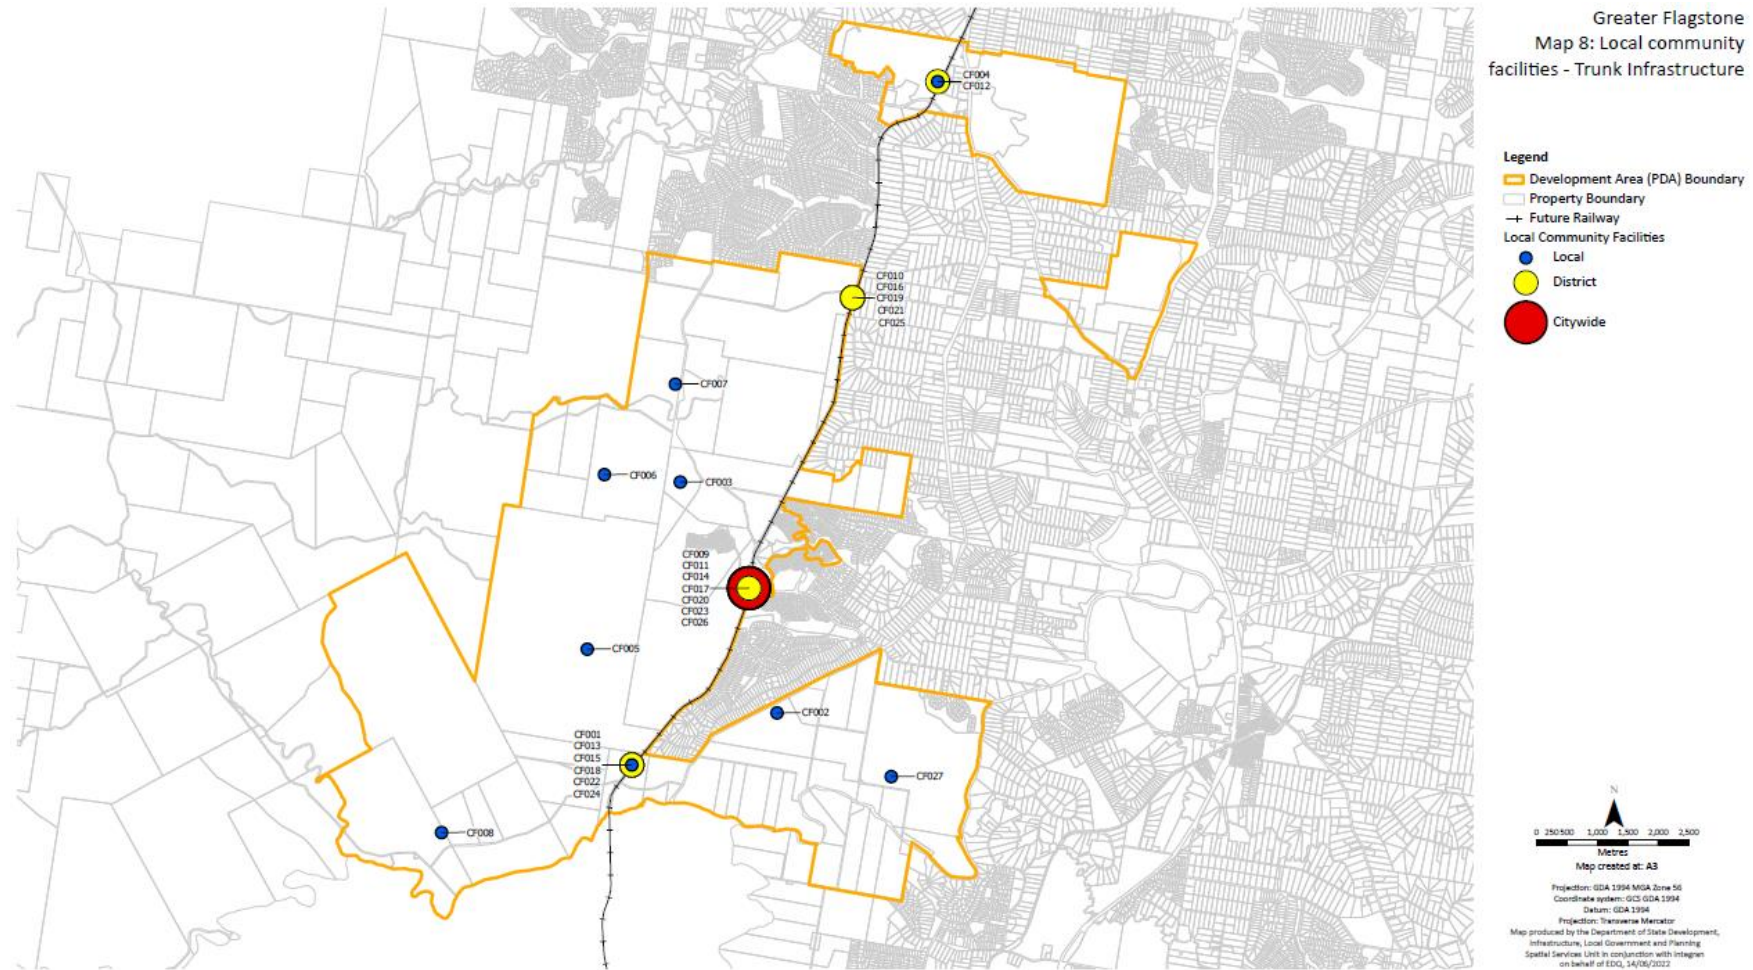 Greater Flagstone
Map 8: Local community
facilities - Trunk Infrastructure
Legend
Development Area (PDA) Boundary
Property Boundary
Future Railway
Local Community Facilities
Local
District
Citywide
CF004
CF012
CF010
CF016
CF019
CF021
CF025
CF007
CF006
CF003
CF009
CF011
CF014
CF017
CF020
CF023
CF026
CF005
CF002
CF001
CF013
CF015
CF018
CF022
CF024
CF027
CF008
N
0 250500 1,000 1,500 2,000 2,500
Metres
Map created at: A3
Projection: GDA 1994 MGA Zone 56
Coordinate system: GCS GDA 1994
Datum: GDA 1994
Projection: Transverse Mercator
Map produced by the Department of State Development,
Infrastructure, Local Government and Planning
Spatial Services Unit in conjunction with Integran
on behalf of EDQ, 14/06/2022